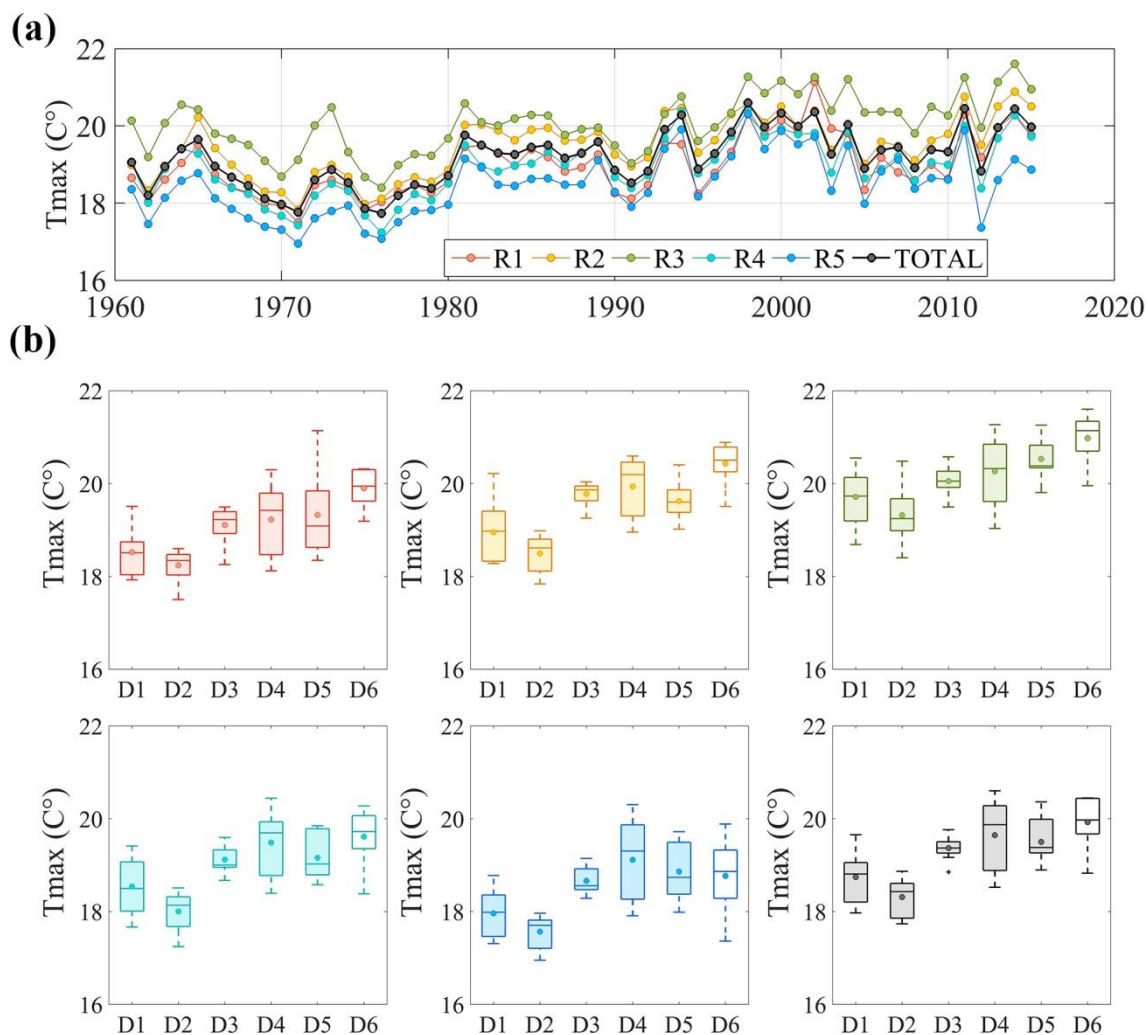 (a)
22
20
18
16
Tmax (C°)
R1 R2 R3 R4 R5 TOTAL
1960 1970 1980 1990 2000 2010 2020
(b)
22
20
18
16
Tmax (C°)
D1 D2 D3 D4 D5 D6
22
20
18
16
Tmax (C°)
D1 D2 D3 D4 D5 D6
22
20
18
16
Tmax (C°)
D1 D2 D3 D4 D5 D6
22
20
18
16
Tmax (C°)
D1 D2 D3 D4 D5 D6
22
20
18
16
Tmax (C°)
D1 D2 D3 D4 D5 D6
22
20
18
16
Tmax (C°)
D1 D2 D3 D4 D5 D6